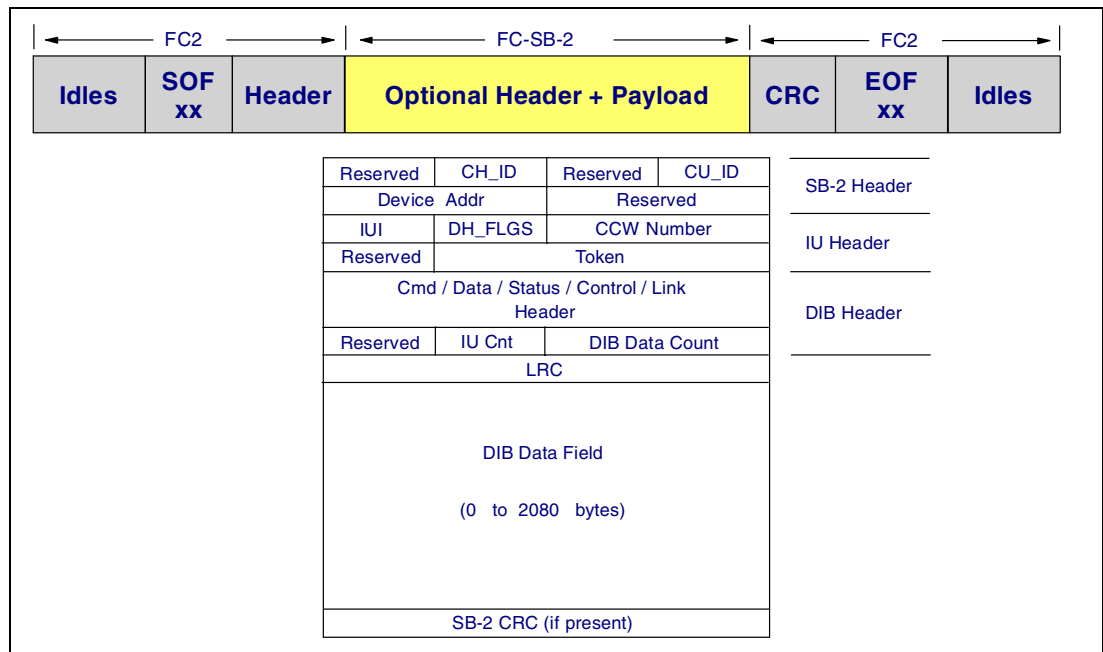 FC2 FC-SB-2 FC2
Idles SOF xx Header Optional Header + Payload CRC EOF xx Idles
Reserved CH_ID Reserved CU_ID
SB-2 Header
Device Addr Reserved
IUI DH_FLGS CCW Number
IU Header
Reserved Token
Cmd / Data / Status / Control / Link
Header
DIB Header
Reserved IU Cnt DIB Data Count
LRC
DIB Data Field
(0 to 2080 bytes)
SB-2 CRC (if present)